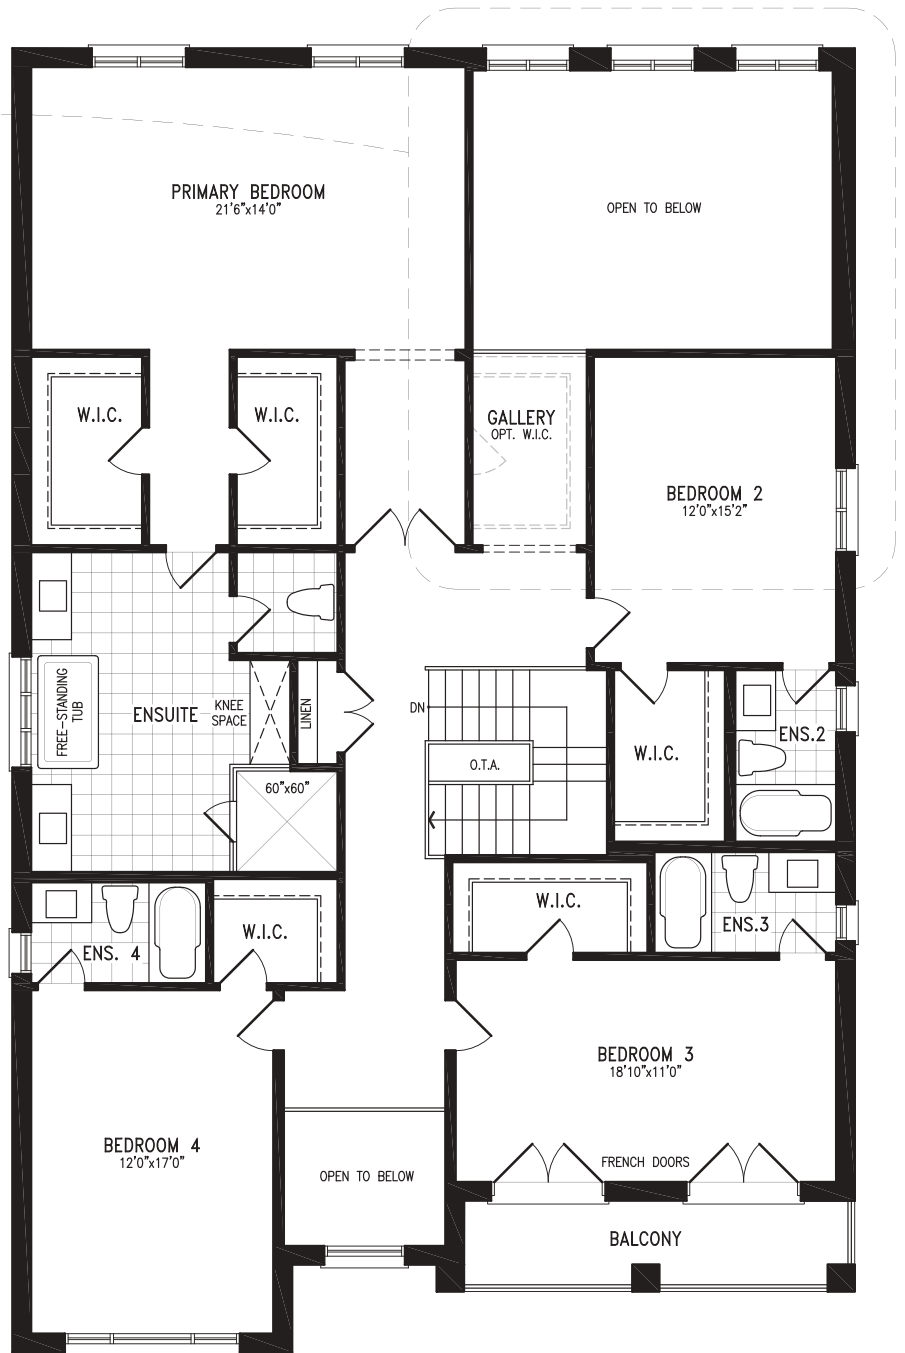 PRIMARY BEDROOM
21'6"x14'0"
OPEN TO BELOW
W.I.C.
W.I.C.
GALLERY
OPT. W.I.C.
BEDROOM 2
12'0"x15'2"
FREE-STANDING
TUB
ENSUITE
KNEE
SPACE
LINEN
DN
O.T.A.
W.I.C.
ENS.2
60"x60"
W.I.C.
ENS.3
ENS. 4
W.I.C.
BEDROOM 3
18'10"x11'0"
BEDROOM 4
12'0"x17'0"
OPEN TO BELOW
FRENCH DOORS
BALCONY